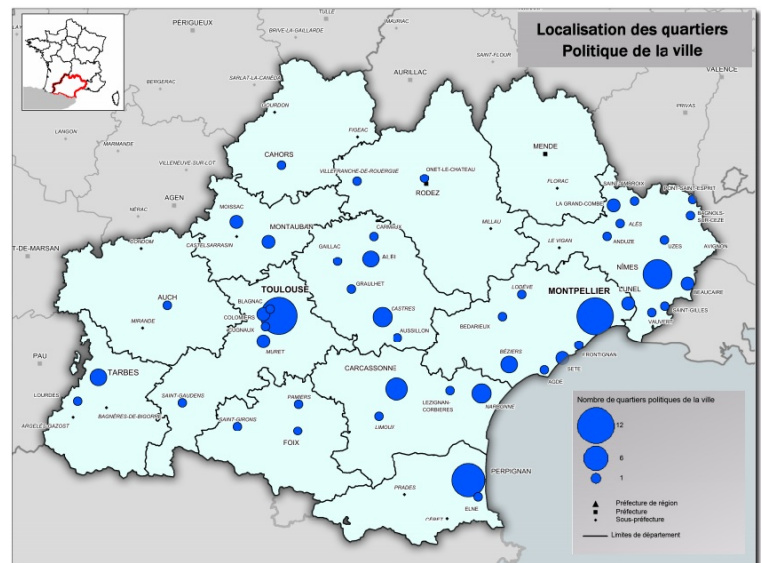 Localisation des quartiers
Politique de la ville
PÉRIGUEUX
TULLE
BRIVE-LA-GAILLARDE
MAURIAC
SAINT-FLOUR
AURILLAC
VALENCE
BERGERAC
SARLAT-LA-CANÉDA
GOURDON
PRIVAS
LANGON
MARMANDE
FIGEAC
MENDE
VILLENEUVE-SUR-LOT
CAHORS
VILLEFRANCHE-DE-ROUERGUE
ONET-LE-CHATEAU
RODEZ
FLORAC
SAINT-AMBROIX
PONT-SAINT-ESPRIT
AGEN
NÉRAC
MOISSAC
LA GRAND-COMBE
BAGNOLS-
SUR-CEZE
ALÈS
MONTAUBAN
CARMAUX
MILLAU
ANDUZE
T-DE-MARSAN
CONDOM
CASTELSARRASIN
GAILLAC
ALBI
LE VIGAN
UZES
AVIGNON
NÎMES
GRAULHET
TOULOUSE
LODÈVE
MONTPELLIER
LUNEL
BEAUCAIRE
AUCH
BLAGNAC
COLOMIERS
CASTRES
SAINT-GILLES
MIRANDE
CUGNAUX
BEDARIEUX
VAUVERT
AUSSILLON
MURET
PAU
FRONTIGNAN
BÉZIERS
SETE
TARBES
CARCASSONNE
AGDE
LOURDES
SAINT-GAUDENS
PAMIERS
LEZIGNAN-
CORBIERES
NARBONNE
Nombre de quartiers politiques de la ville
BAGNÈRES-DE-BIGORRE
SAINT-GIRONS
LIMOUX
12
FOIX
6
PERPIGNAN
1
PRADES
ELNE
Préfecture de région
Préfecture
Sous-préfecture
CÉRET
Limites de département